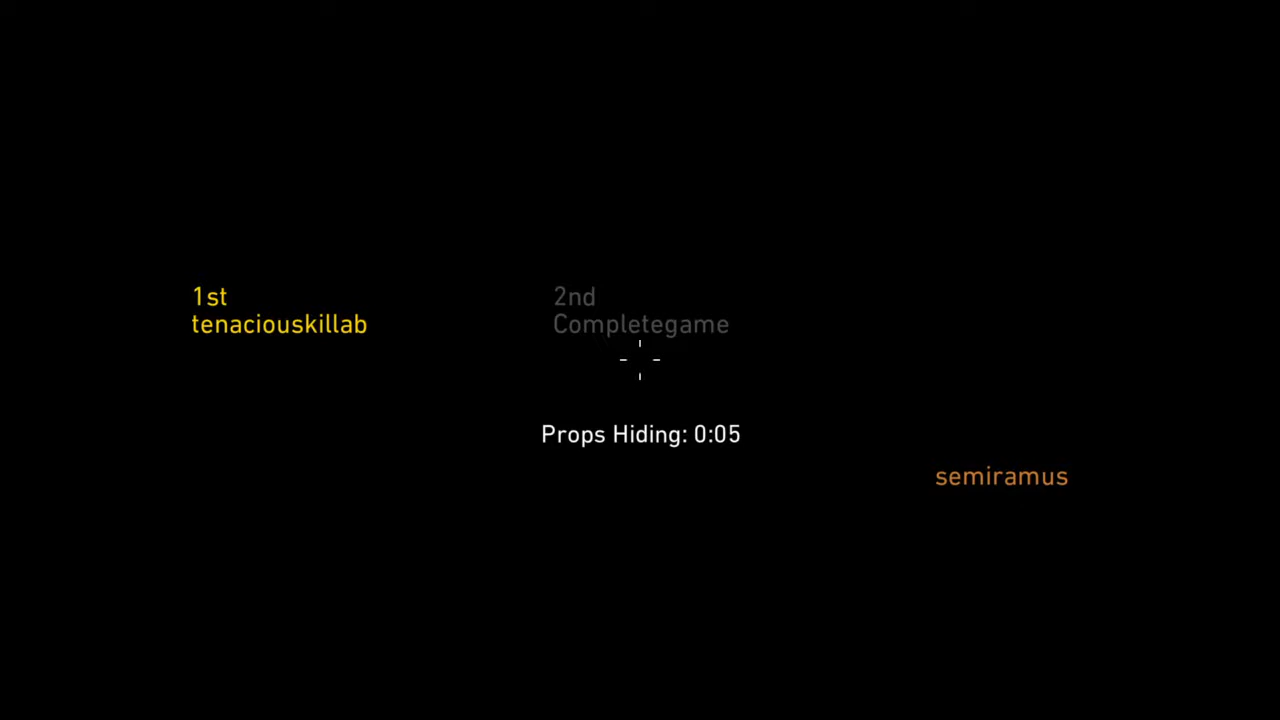 1st
tenaciouskillab
2nd
Completegame
Props Hiding: 0:05
semiramus